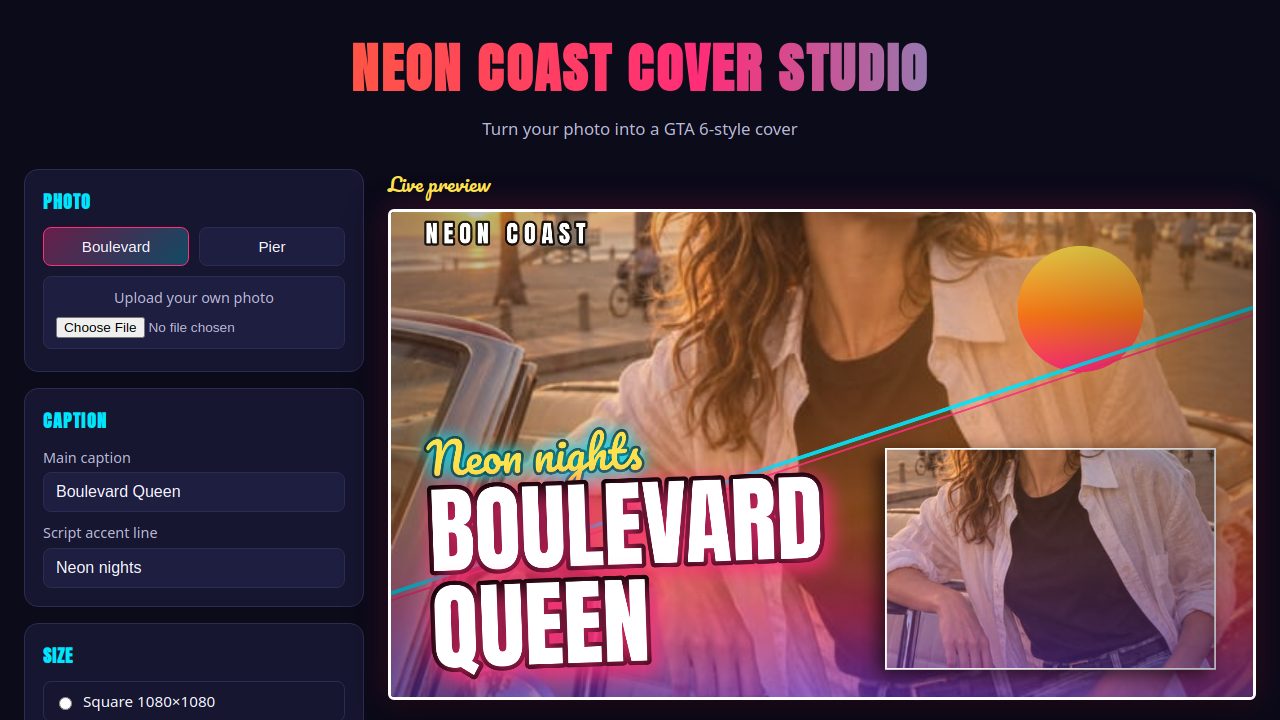 NEON COAST COVER STUDIO
Turn your photo into a GTA 6-style cover
PHOTO
Boulevard
Pier
Upload your own photo
Choose File No file chosen
CAPTION
Main caption
Boulevard Queen
Script accent line
Neon nights
SIZE
Square 1080×1080
Live preview
NEON COAST
Neon nights
BOULEVARD
QUEEN